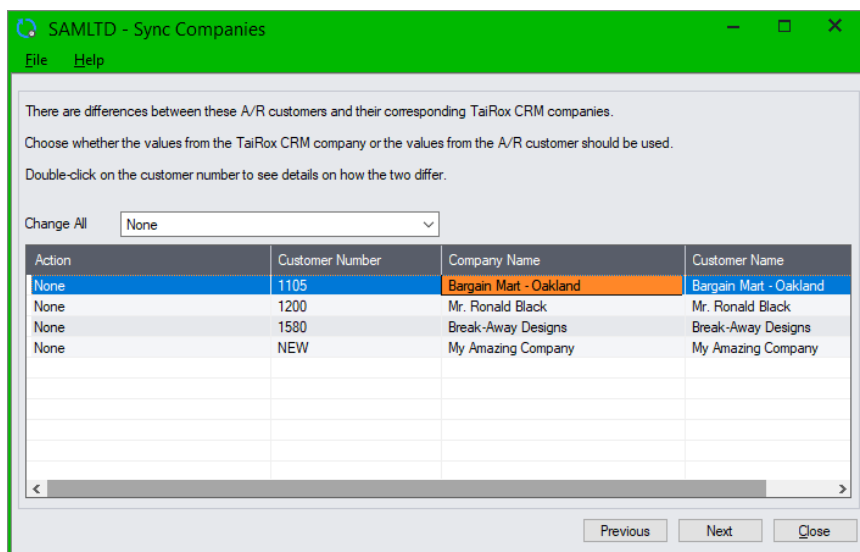 SAMLTD - Sync Companies
File Help
There are differences between these A/R customers and their corresponding TaiRox CRM companies.
Choose whether the values from the TaiRox CRM company or the values from the A/R customer should be used.
Double-click on the customer number to see details on how the two differ.
Change All None
Action Customer Number Company Name Customer Name
None 1105 Bargain Mart - Oakland Bargain Mart - Oakland
None 1200 Mr. Ronald Black Mr. Ronald Black
None 1580 Break-Away Designs Break-Away Designs
None NEW My Amazing Company My Amazing Company
Previous Next Close